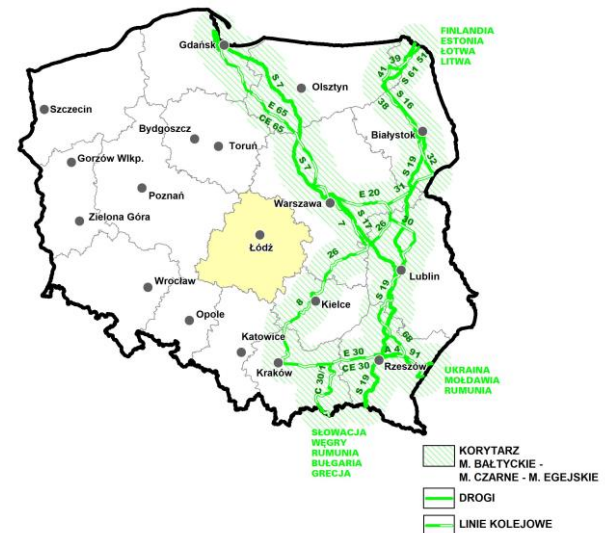 FINLANDIA
ESTONIA
ŁOTWA
LITWA
Gdańsk
S 7
Olsztyn
41
39
S 61
51
S 16
38
Szczecin
E 65
CE 65
Bydgoszcz
Toruń
Białystok
Gorzów Wlkp.
S 7
S 19
32
Poznań
E 20
31
Warszawa
Zielona Góra
7
S 17
26
30
Łódź
26
Lublin
Wrocław
8
Kielce
S 19
Opole
Katowice
68
E 30
A 4
91
Kraków
CE 30
Rzeszów
C 30/1
S 19
UKRAINA
MOŁDAWIA
RUMUNIA
SŁOWACJA
WĘGRY
RUMUNIA
BUŁGARIA
GRECJA
KORYTARZ
M. BAŁTYCKIE -
M. CZARNE - M. EGEJSKIE
DROGI
LINIE KOLEJOWE